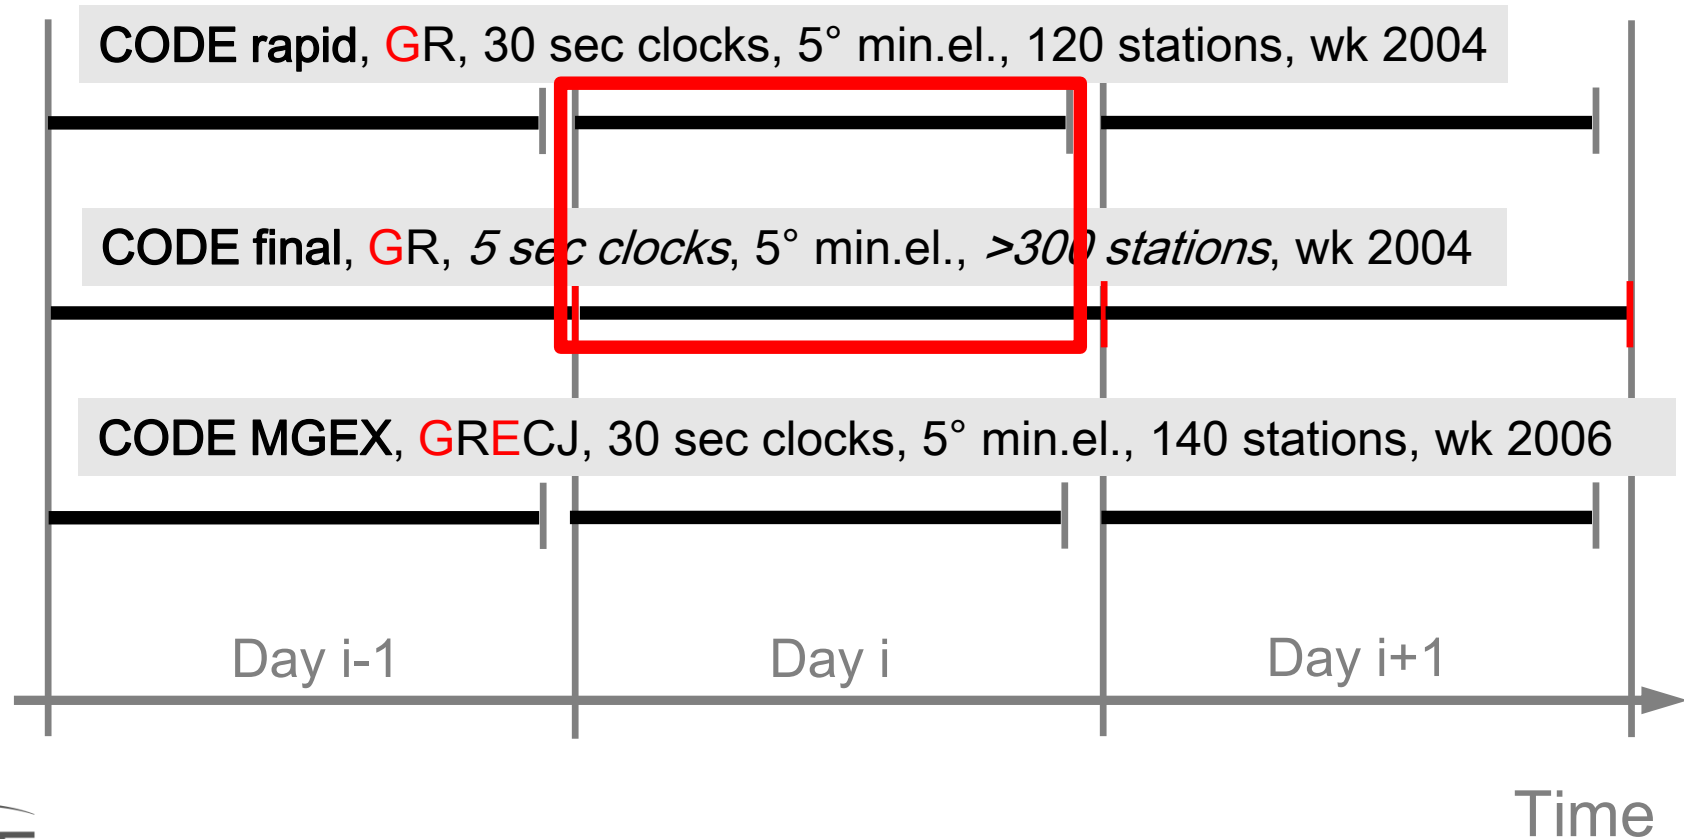 CODE rapid, GR, 30 sec clocks, 5° min.el., 120 stations, wk 2004
CODE final, GR, 5 sec clocks, 5° min.el., >300 stations, wk 2004
CODE MGEX, GRECJ, 30 sec clocks, 5° min.el., 140 stations, wk 2006
Day i-1
Day i
Day i+1
Time